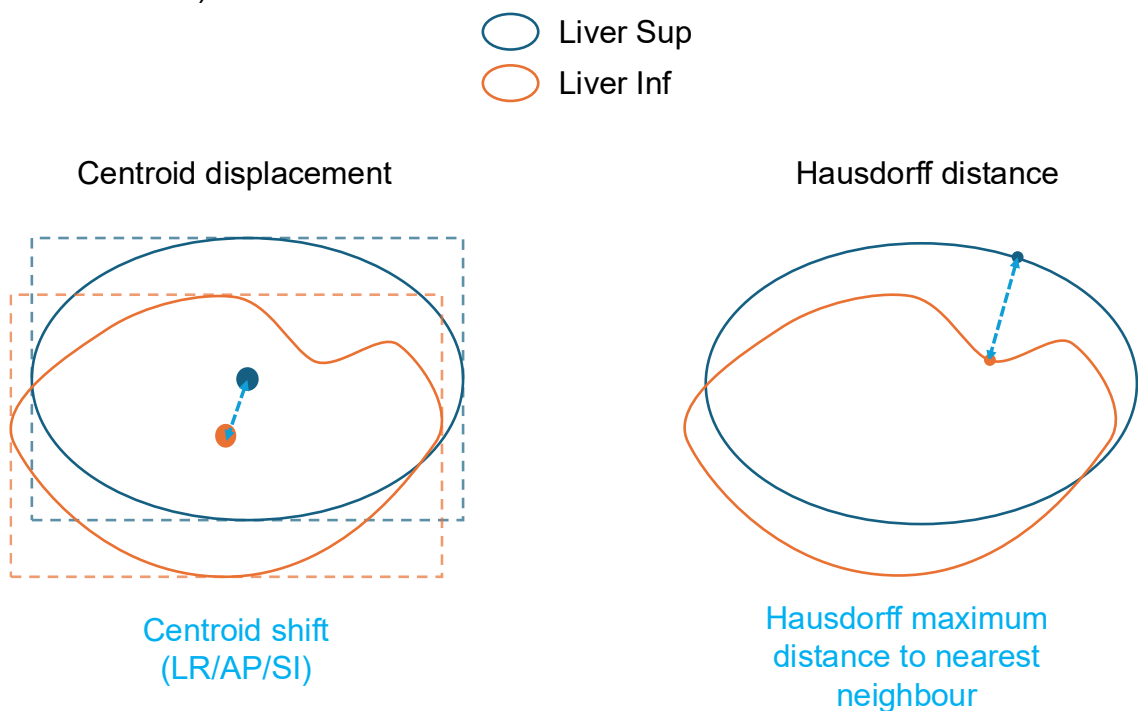 )
Liver Sup
Liver Inf
Centroid displacement
Hausdorff distance
Centroid shift
(LR/AP/SI)
Hausdorff maximum
distance to nearest
neighbour